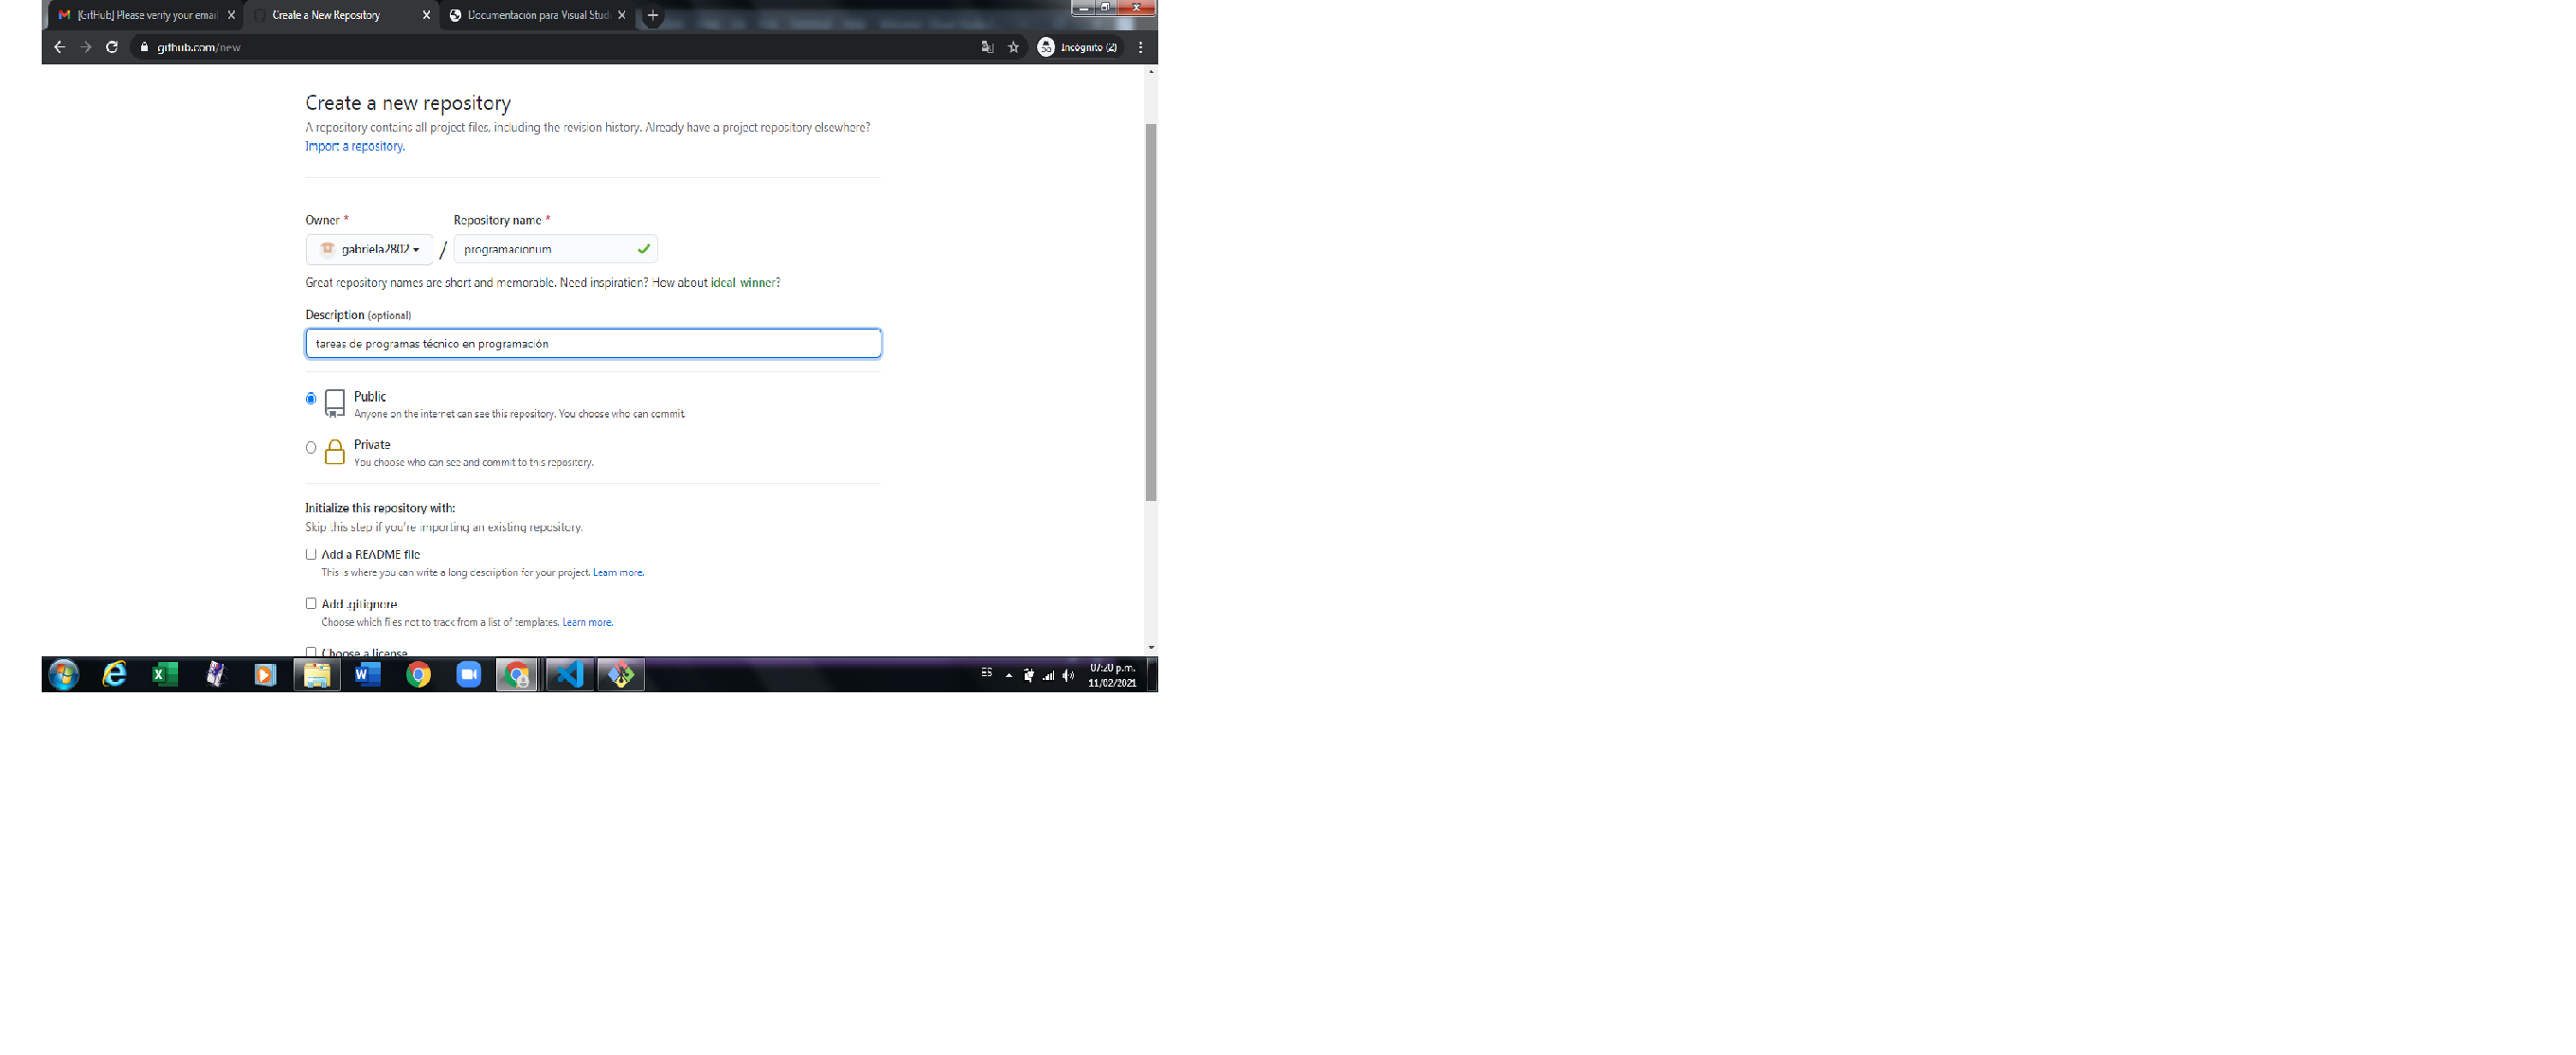 [GitHub] Please verify your email
Create a New Repository
Documentación para Visual Stud
github.com/new
Incógnito (2)
Create a new repository
A repository contains all project files, including the revision history. Already have a project repository elsewhere?
Import a repository.
Owner *
Repository name *
gabriela2802
/
programacionum
Great repository names are short and memorable. Need inspiration? How about ideal-winner?
Description (optional)
tareas de programas técnico en programación
Public
Anyone on the internet can see this repository. You choose who can commit.
Private
You choose who can see and commit to this repository.
Initialize this repository with:
Skip this step if you're importing an existing repository.
Add a README file
This is where you can write a long description for your project. Learn more.
Add .gitignore
Choose which files not to track from a list of templates. Learn more.
Choose a license
ES
07:20 p.m.
11/02/2021